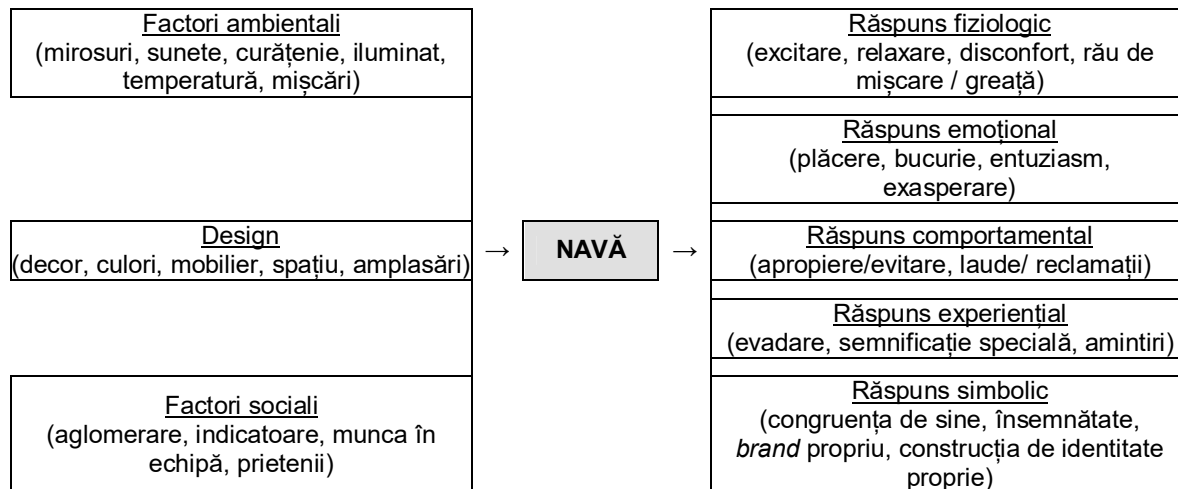 Factori ambientali
(mirosuri, sunete, curățenie, iluminat,
temperatură, mișcări)
Design
(decor, culori, mobilier, spațiu, amplasări)
Factori sociali
(aglomerare, indicatoare, munca în
echipă, prietenii)
→
NAVĂ
→
Răspuns fiziologic
(excitare, relaxare, disconfort, rău de
mișcare / greață)
Răspuns emoțional
(plăcere, bucurie, entuziasm,
exasperare)
Răspuns comportamental
(apropiere/evitare, laude/ reclamații)
Răspuns experiențial
(evadare, semnificație specială, amintiri)
Răspuns simbolic
(congruența de sine, însemnătate,
brand propriu, construcția de identitate
proprie)